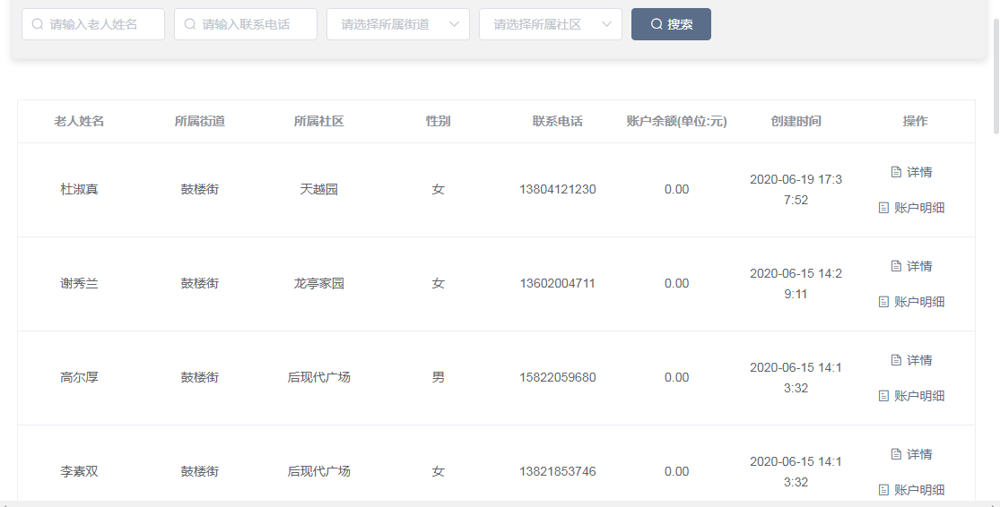 请输入老人姓名 请输入联系电话 请选择所属街道 请选择所属社区 搜索
老人姓名 所属街道 所属社区 性别 联系电话 账户余额(单位:元) 创建时间 操作
杜淑真 鼓楼街 天越园 女 13804121230 0.00 2020-06-19 17:3
7:52
详情
账户明细
谢秀兰 鼓楼街 龙亭家园 女 13602004711 0.00 2020-06-15 14:2
9:11
详情
账户明细
高尔厚 鼓楼街 后现代广场 男 15822059680 0.00 2020-06-15 14:1
3:32
详情
账户明细
李素双 鼓楼街 后现代广场 女 13821853746 0.00 2020-06-15 14:1
3:32
详情
账户明细